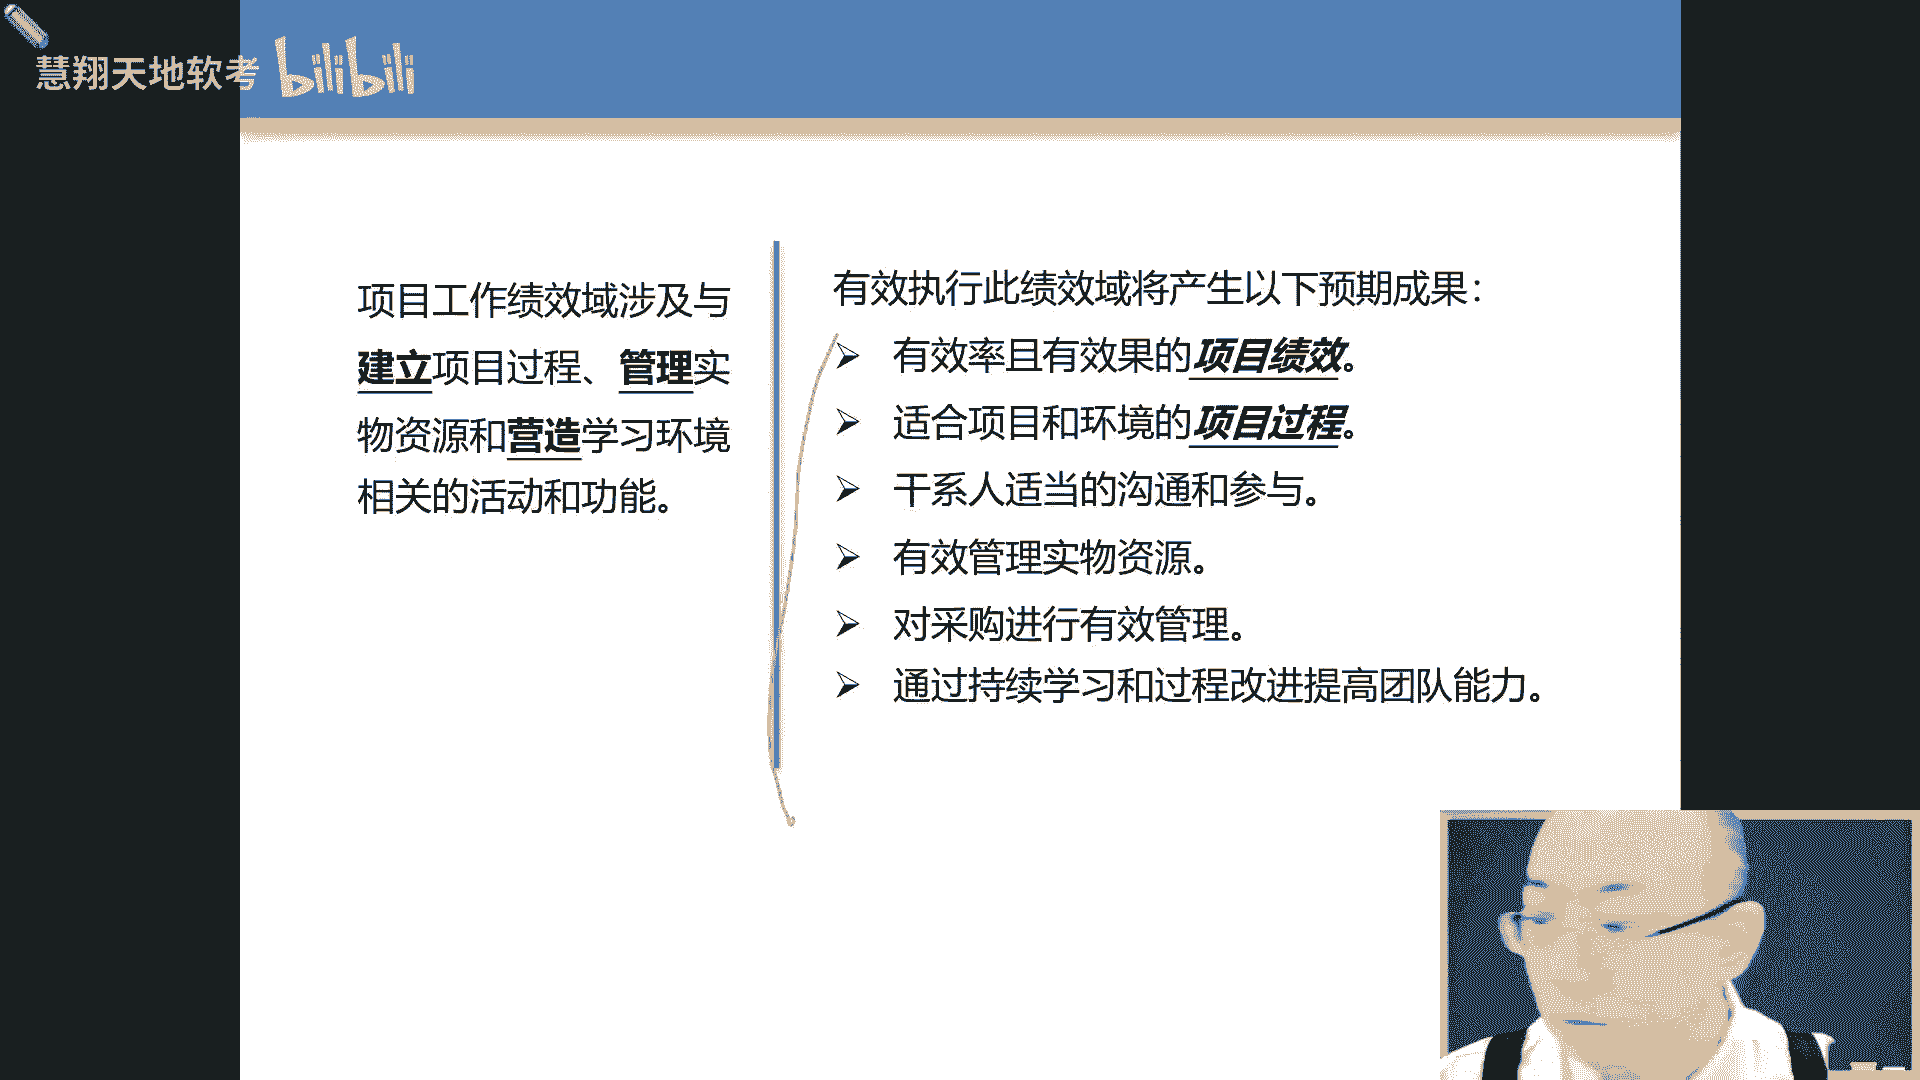 慧翔天地软考 bilibili
项目工作绩效域涉及与
建立项目过程、管理实
物资源和营造学习环境
相关的活动和功能。
有效执行此绩效域将产生以下预期成果：
有效率且有效果的项目绩效。
适合项目和环境的项目过程。
干系人适当的沟通和参与。
有效管理实物资源。
对采购进行有效管理。
通过持续学习和过程改进提高团队能力。